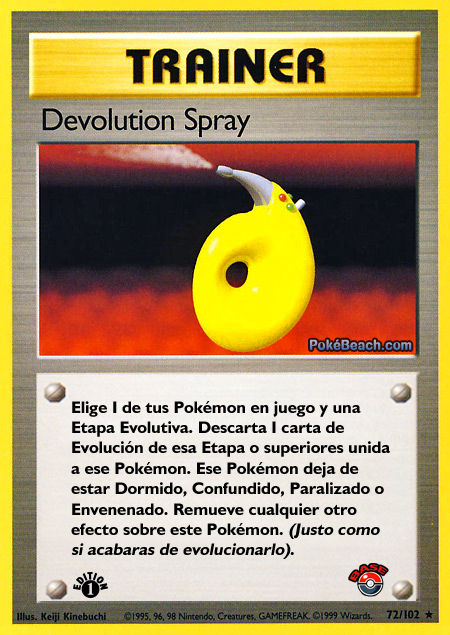 TRAINER
Devolution Spray
PokéBeach.com
Elige 1 de tus Pokémon en juego y una
Etapa Evolutiva. Descarta 1 carta de
Evolución de esa Etapa o superiores unida
a ese Pokémon. Ese Pokémon deja de
estar Dormido, Confundido, Paralizado o
Envenenado. Remueve cualquier otro
efecto sobre este Pokémon. (Justo como
si acabaras de evolucionarlo).
EDITION
1
BASE
Illus. Keiji Kinebuchi ©1995, 96, 98 Nintendo, Creatures, GAMEFREAK. ©1999 Wizards. 72/102 ★